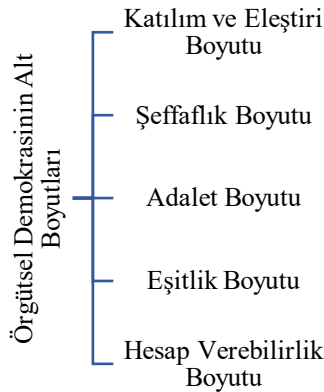 Örgütsel Demokrasinin Alt
Boyutları
Katılım ve Eleştiri
Boyutu
Şeffaflık Boyutu
Adalet Boyutu
Eşitlik Boyutu
Hesap Verebilirlik
Boyutu